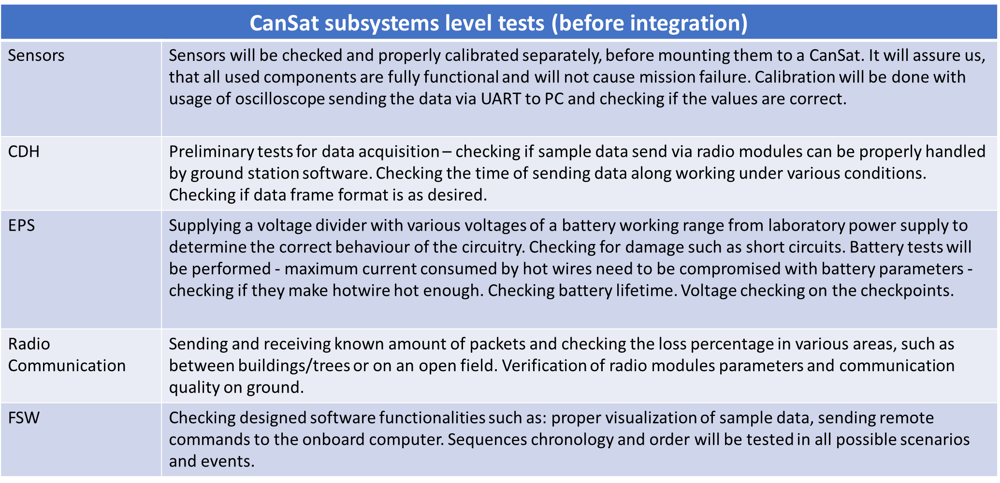 CanSat subsystems level tests (before integration)
Sensors
Sensors will be checked and properly calibrated separately, before mounting them to a CanSat. It will assure us,
that all used components are fully functional and will not cause mission failure. Calibration will be done with
usage of oscilloscope sending the data via UART to PC and checking if the values are correct.
CDH
Preliminary tests for data acquisition – checking if sample data send via radio modules can be properly handled
by ground station software. Checking the time of sending data along working under various conditions.
Checking if data frame format is as desired.
EPS
Supplying a voltage divider with various voltages of a battery working range from laboratory power supply to
determine the correct behaviour of the circuitry. Checking for damage such as short circuits. Battery tests will
be performed - maximum current consumed by hot wires need to be compromised with battery parameters -
checking if they make hotwire hot enough. Checking battery lifetime. Voltage checking on the checkpoints.
Radio
Communication
Sending and receiving known amount of packets and checking the loss percentage in various areas, such as
between buildings/trees or on an open field. Verification of radio modules parameters and communication
quality on ground.
FSW
Checking designed software functionalities such as: proper visualization of sample data, sending remote
commands to the onboard computer. Sequences chronology and order will be tested in all possible scenarios
and events.